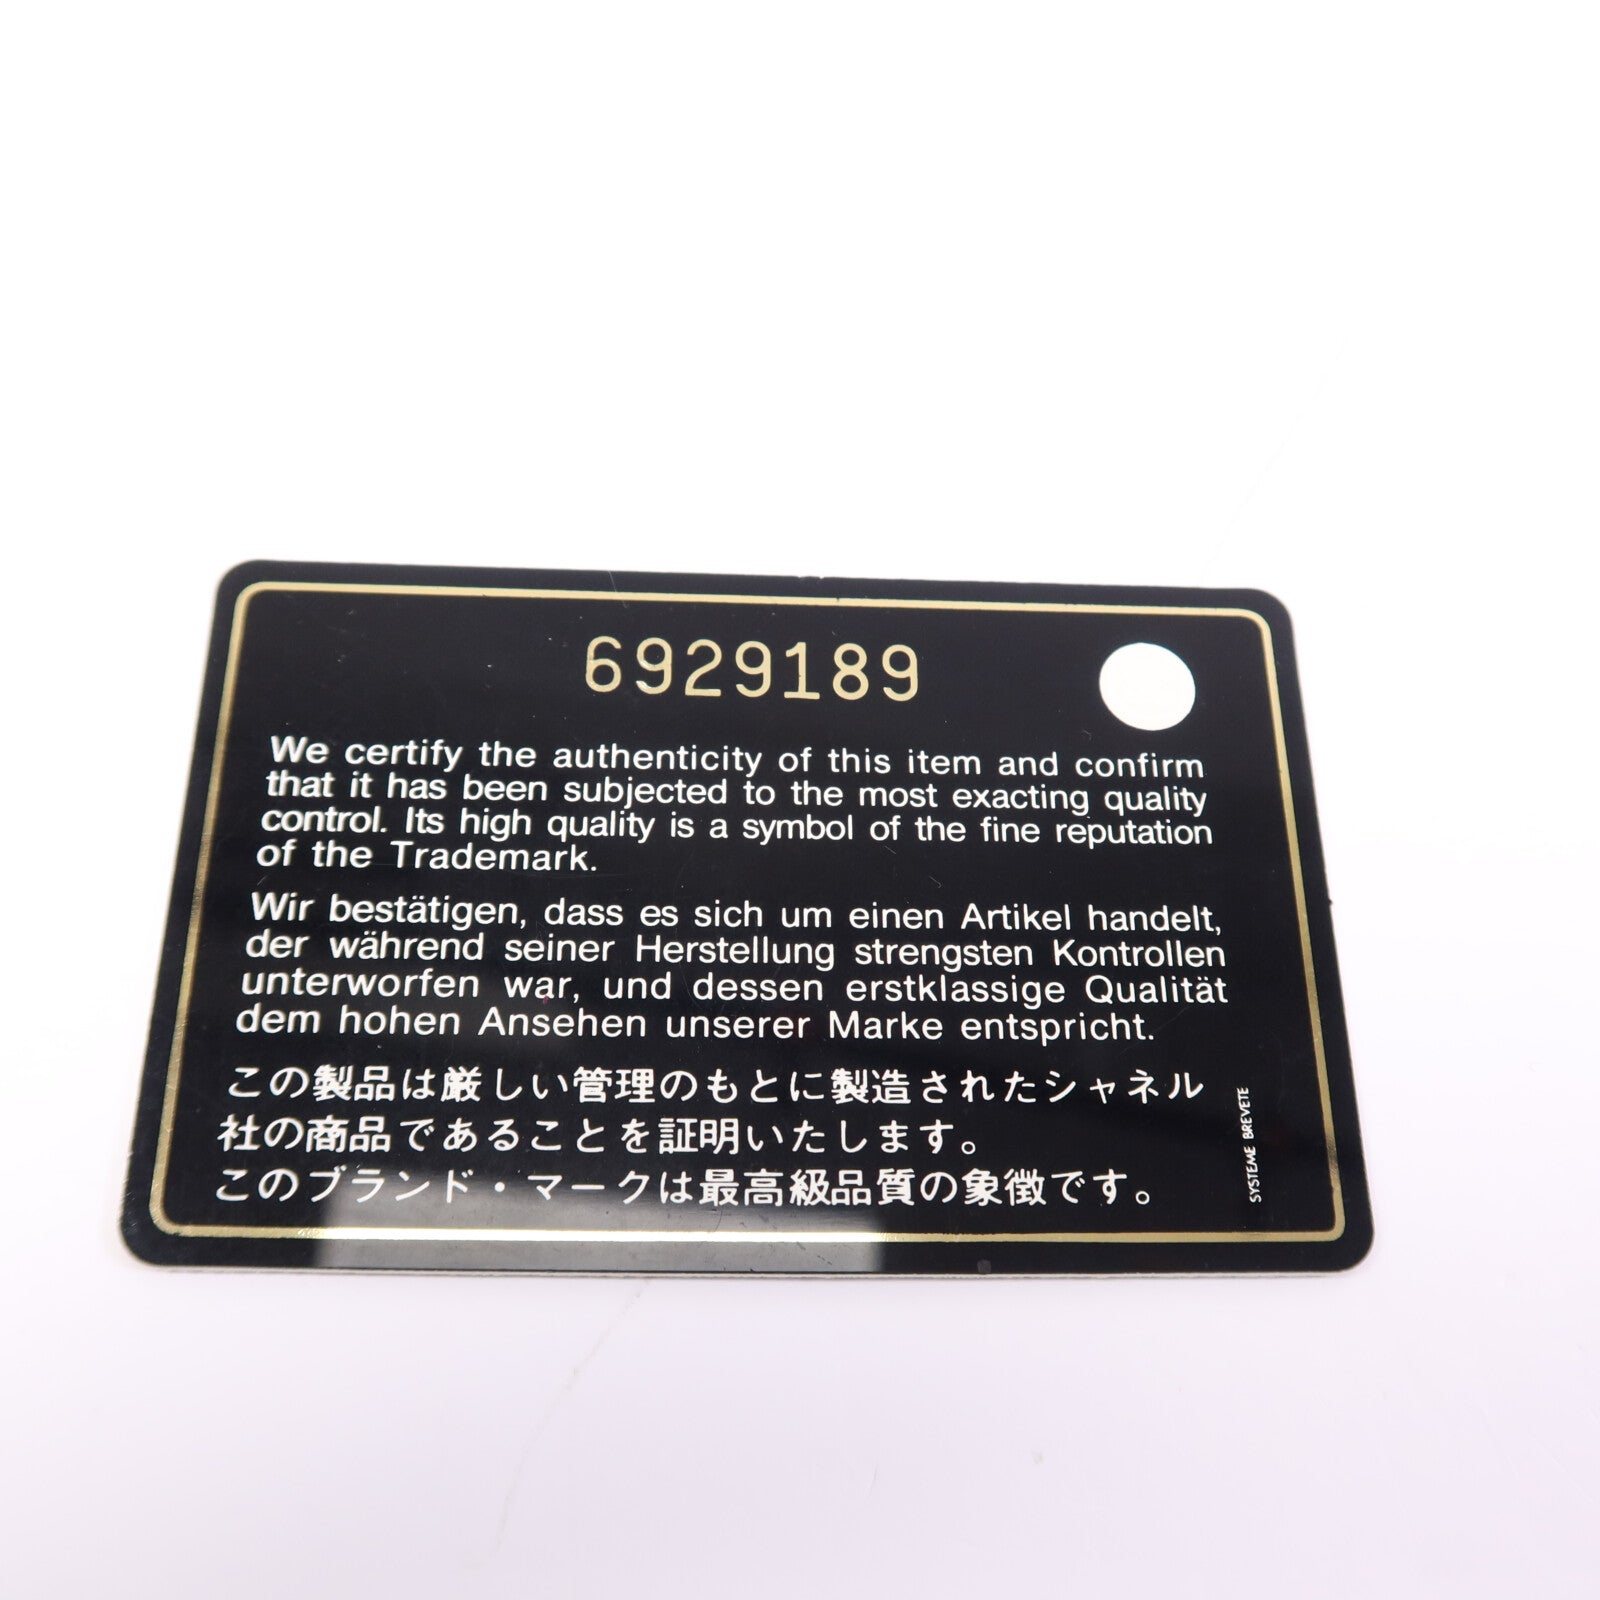 6929189
We certify the authenticity of this item and confirm
that it has been subjected to the most exacting quality
control. Its high quality is a symbol of the fine reputation
of the Trademark.
Wir bestätigen, dass es sich um einen Artikel handelt,
der während seiner Herstellung strengsten Kontrollen
unterworfen war, und dessen erstklassige Qualität
dem hohen Ansehen unserer Marke entspricht.
この製品は厳しい管理のもとに製造されたシャネル
社の商品であることを証明いたします。
このブランド・マークは最高級品質の象徴です。
SYSTEME BREVETE